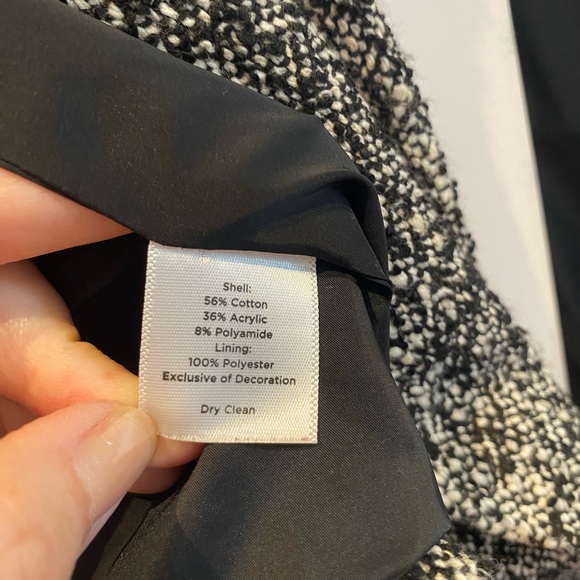 Shell:
56% Cotton
36% Acrylic
8% Polyamide
Lining:
100% Polyester
Exclusive of Decoration
Dry Clean